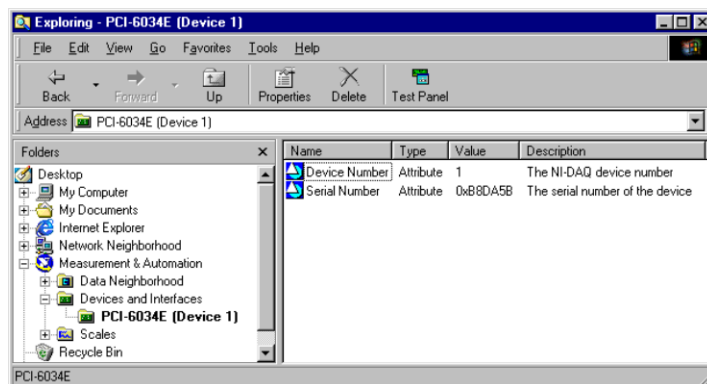 Exploring - PCI-6034E (Device 1)
File Edit View Go Favorites Tools Help
Back Forward Up Properties Delete Test Panel
Address PCI-6034E (Device 1)
Folders
Name Type Value Description
Desktop
Device Number Attribute 1 The NI-DAQ device number
My Computer
Serial Number Attribute 0xB8DA5B The serial number of the device
My Documents
Internet Explorer
Network Neighborhood
Measurement & Automation
Data Neighborhood
Devices and Interfaces
PCI-6034E (Device 1)
Scales
Recycle Bin
PCI-6034E